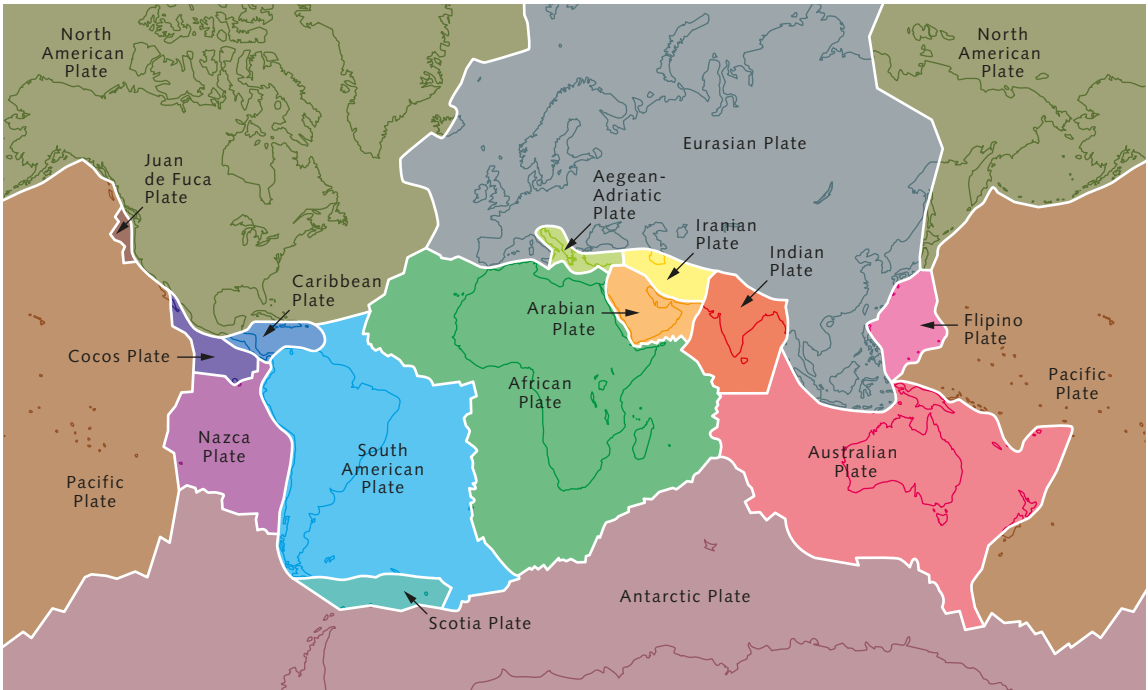 North
American
Plate
North
American
Plate
Eurasian Plate
Juan
de Fuca
Plate
Aegean-
Adriatic
Plate
Iranian
Plate
Indian
Plate
Caribbean
Plate
Arabian
Plate
Flipino
Plate
Cocos Plate
African
Plate
Pacific
Plate
Nazca
Plate
South
American
Plate
Australian
Plate
Pacific
Plate
Antarctic Plate
Scotia Plate